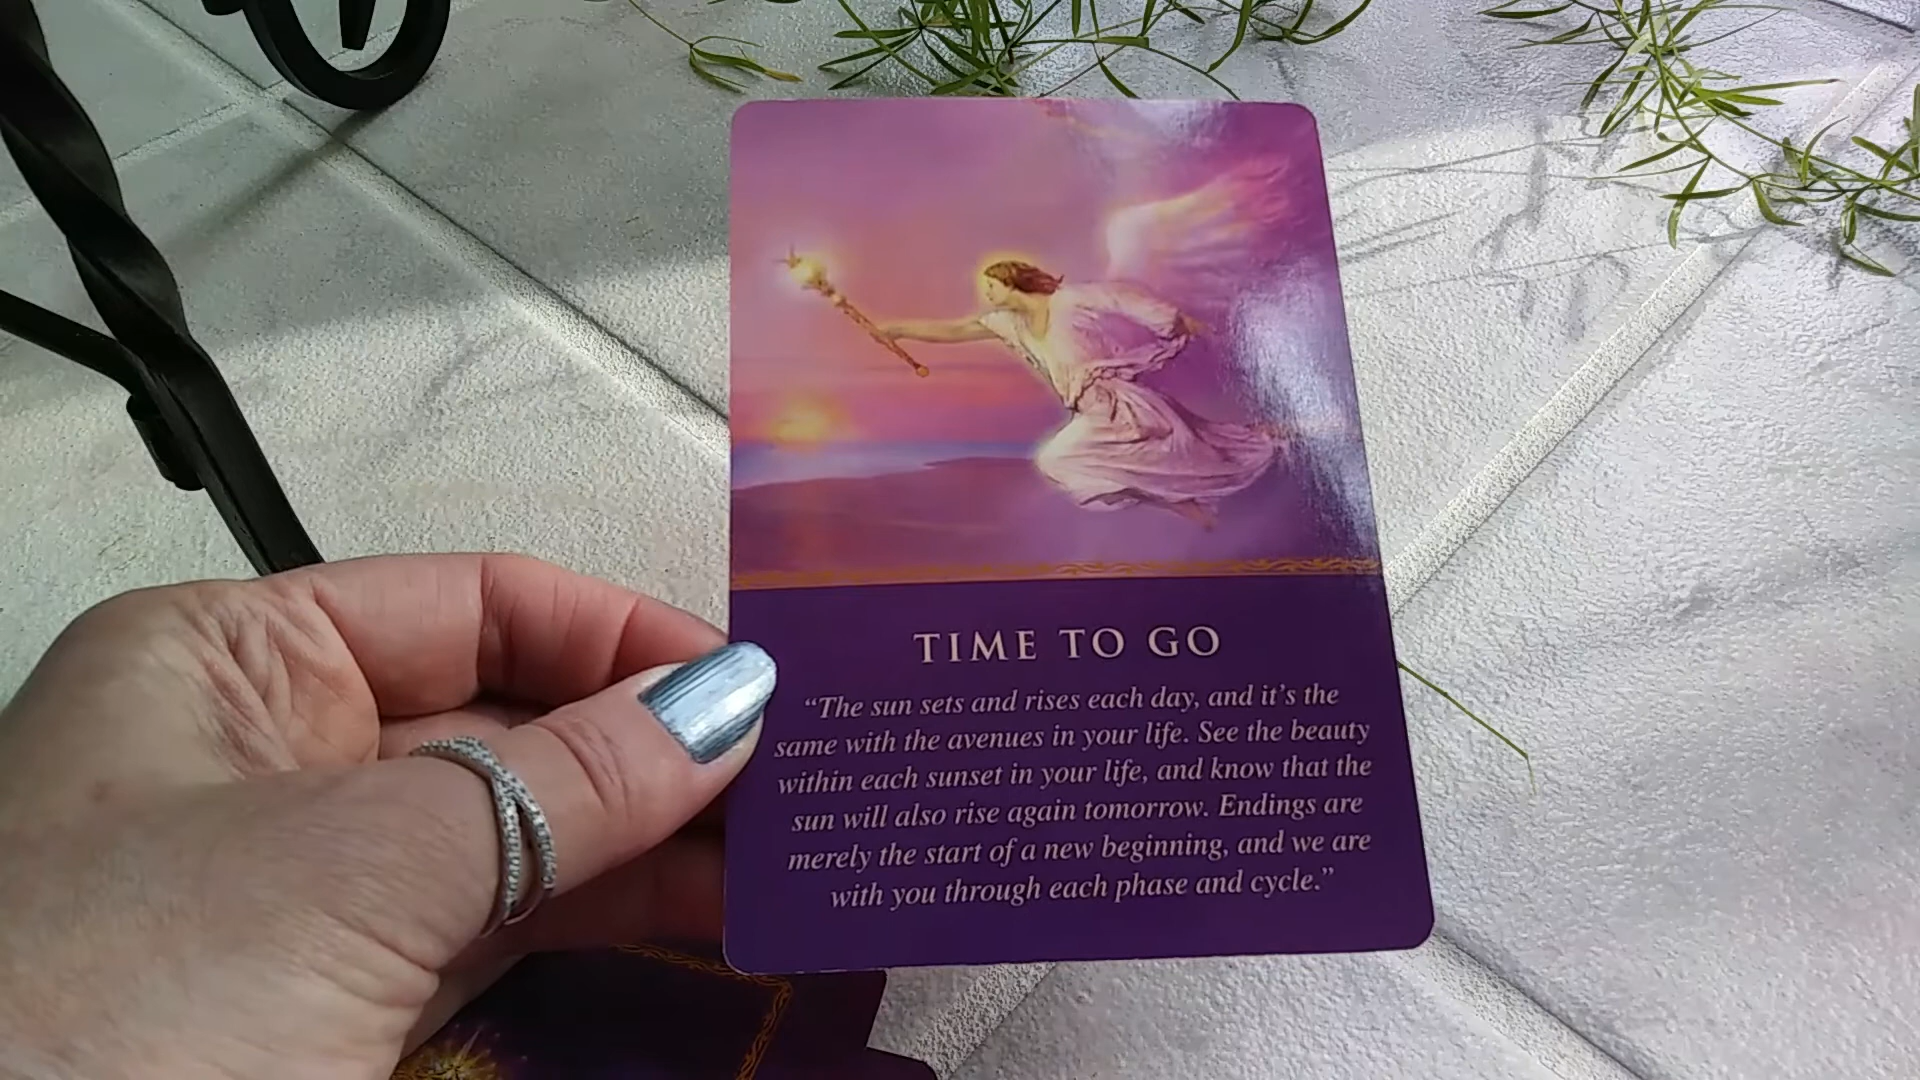 TIME TO GO
“The sun sets and rises each day, and it’s the
same with the avenues in your life. See the beauty
within each sunset in your life, and know that the
sun will also rise again tomorrow. Endings are
merely the start of a new beginning, and we are
with you through each phase and cycle.”